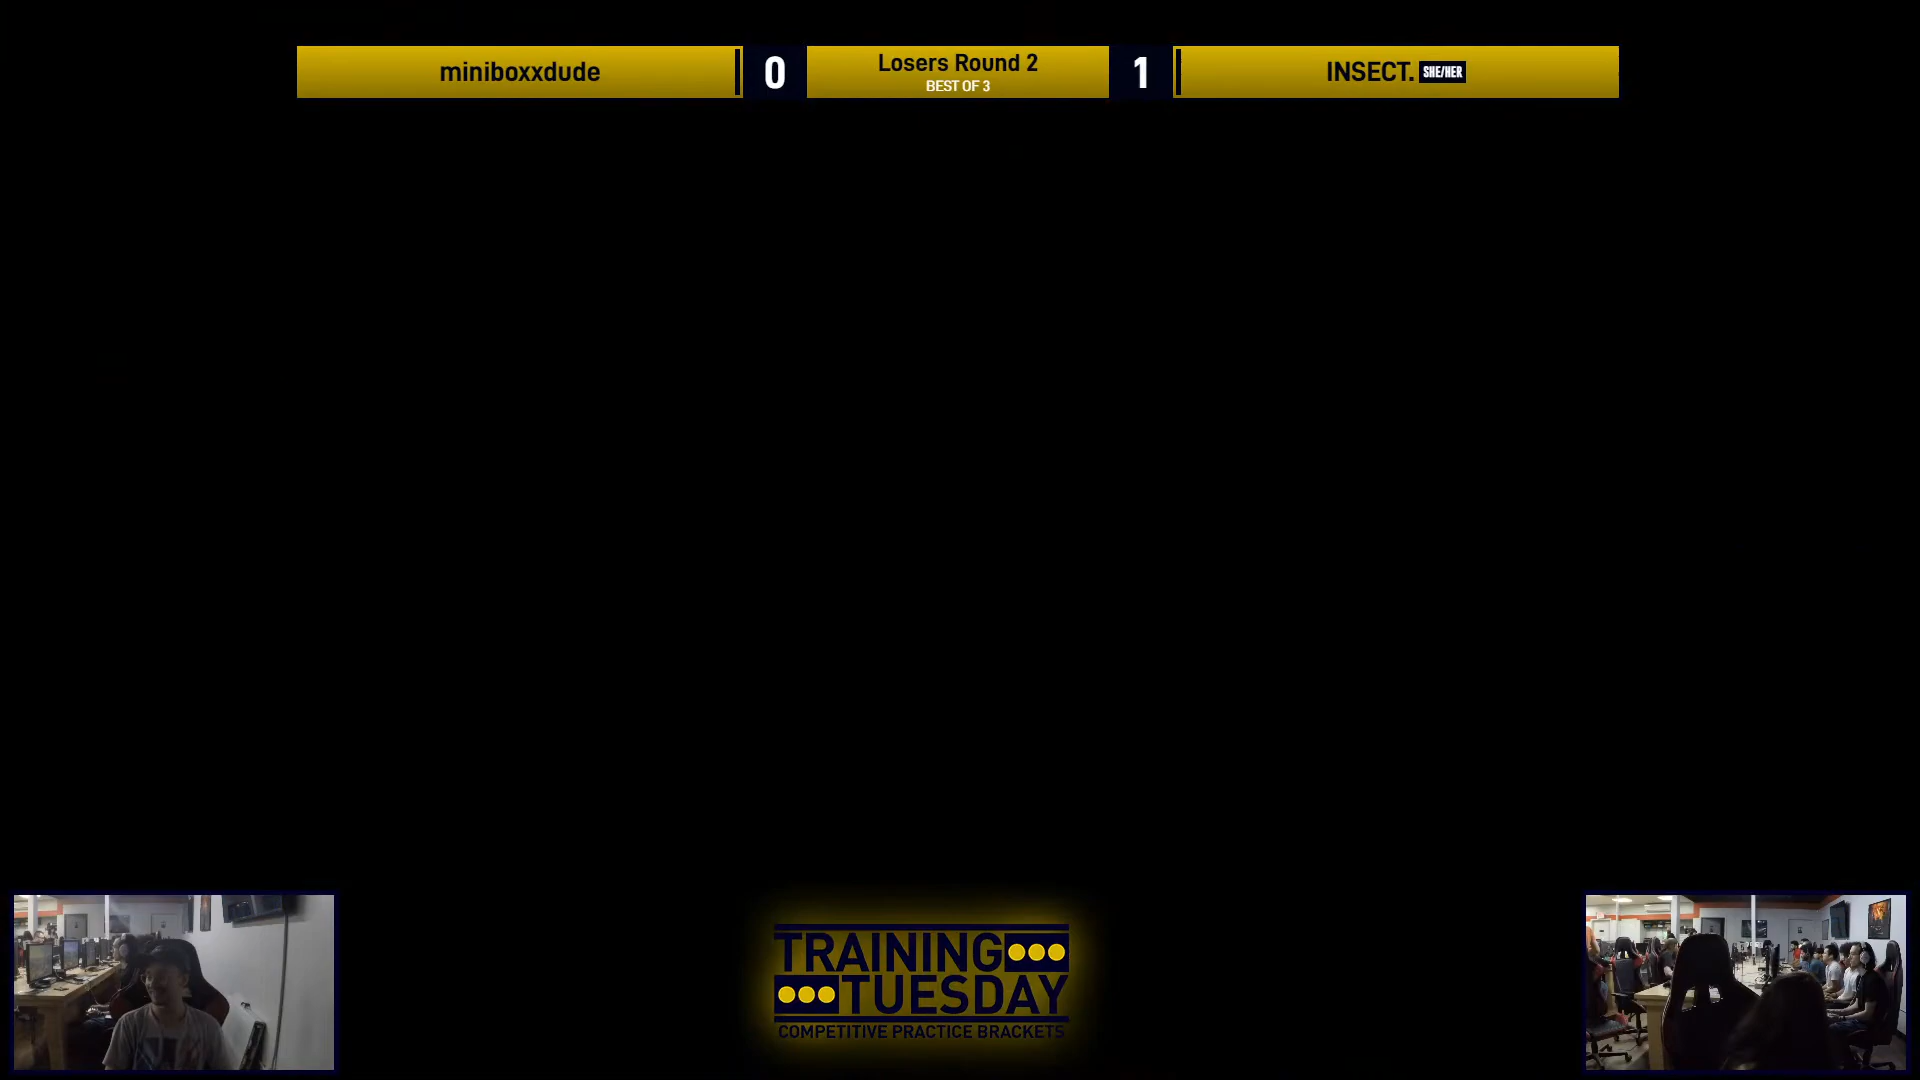 miniboxxdude
0
Losers Round 2
BEST OF 3
1
INSECT. SHE/HER
TRAINING
TUESDAY
COMPETITIVE PRACTICE BRACKETS